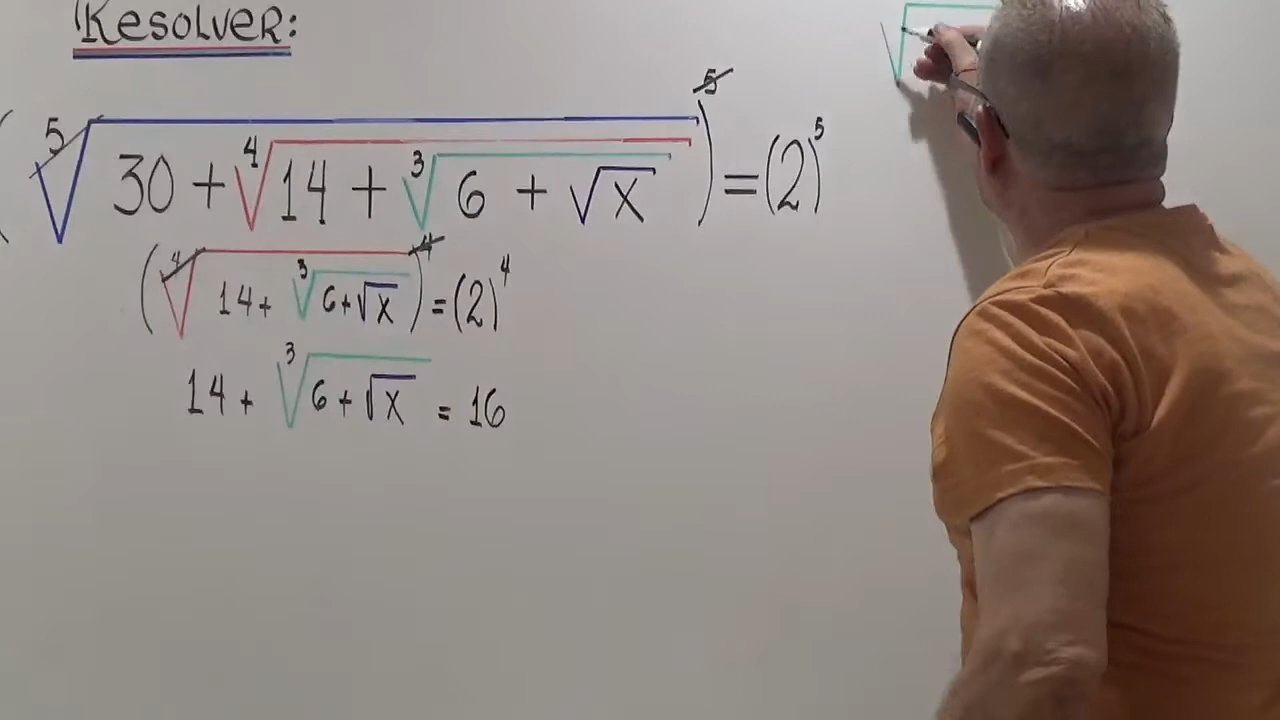 Resolver:
(⁵√(30 + ⁴√(14 + ³√(6 + √x))))⁵ = (2)⁵
(⁴√(14 + ³√(6 + √x)))⁴ = (2)⁴
14 + ³√(6 + √x) = 16